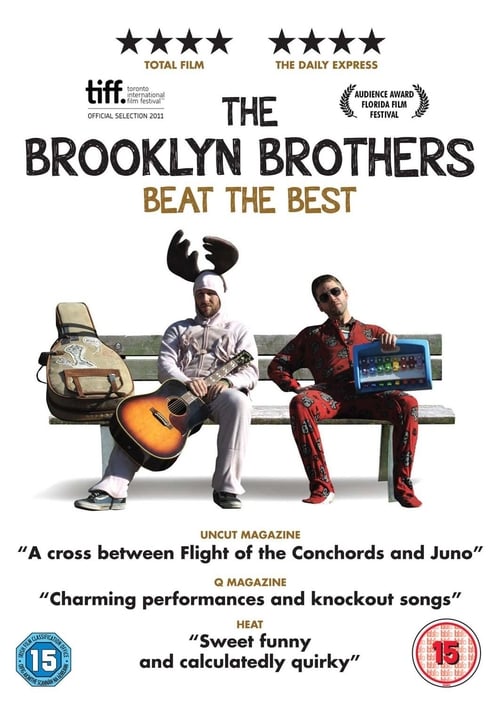 TOTAL FILM
THE DAILY EXPRESS
tiff.
toronto
international
film festival
OFFICIAL SELECTION 2011
AUDIENCE AWARD
FLORIDA FILM
FESTIVAL
THE
BROOKLYN BROTHERS
BEAT THE BEST
UNCUT MAGAZINE
“A cross between Flight of the Conchords and Juno”
Q MAGAZINE
“Charming performances and knockout songs”
HEAT
“Sweet funny
and calculatedly quirky”
15
15